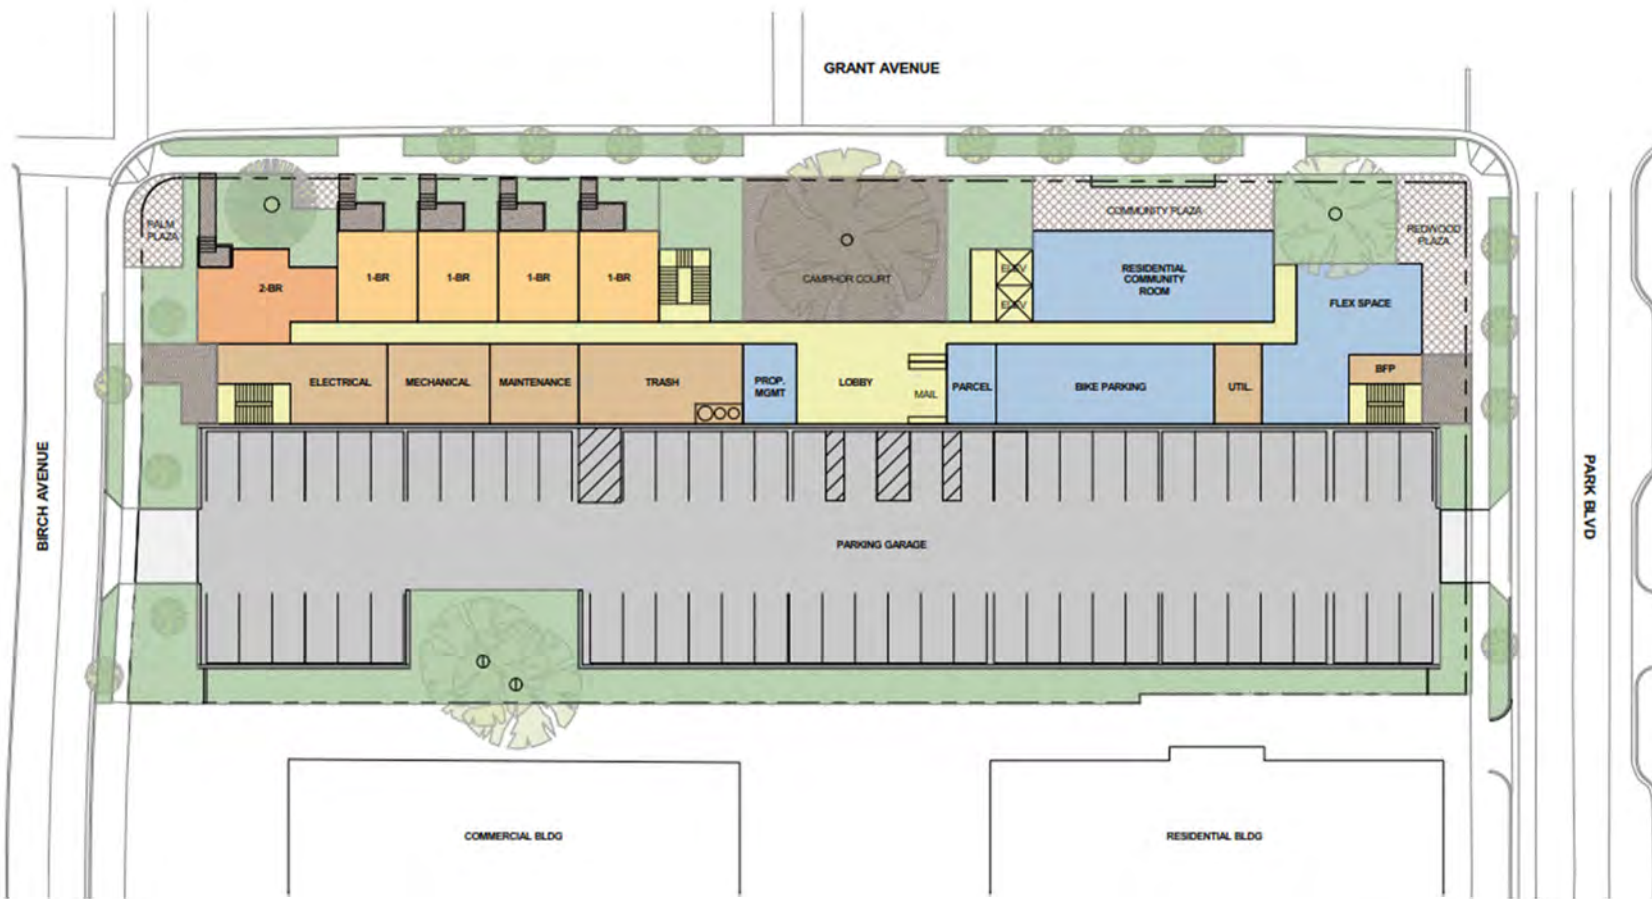 GRANT AVENUE
PALM
PLAZA
COMMUNITY PLAZA
REDWOOD
PLAZA
2-BR
1-BR
1-BR
1-BR
1-BR
CAMPHOR COURT
ELEV
ELEV
RESIDENTIAL
COMMUNITY
ROOM
FLEX SPACE
ELECTRICAL
MECHANICAL
MAINTENANCE
TRASH
PROP.
MGMT
LOBBY
MAIL
PARCEL
BIKE PARKING
UTIL.
BFP
BIRCH AVENUE
PARKING GARAGE
PARK BLVD
COMMERCIAL BLDG
RESIDENTIAL BLDG